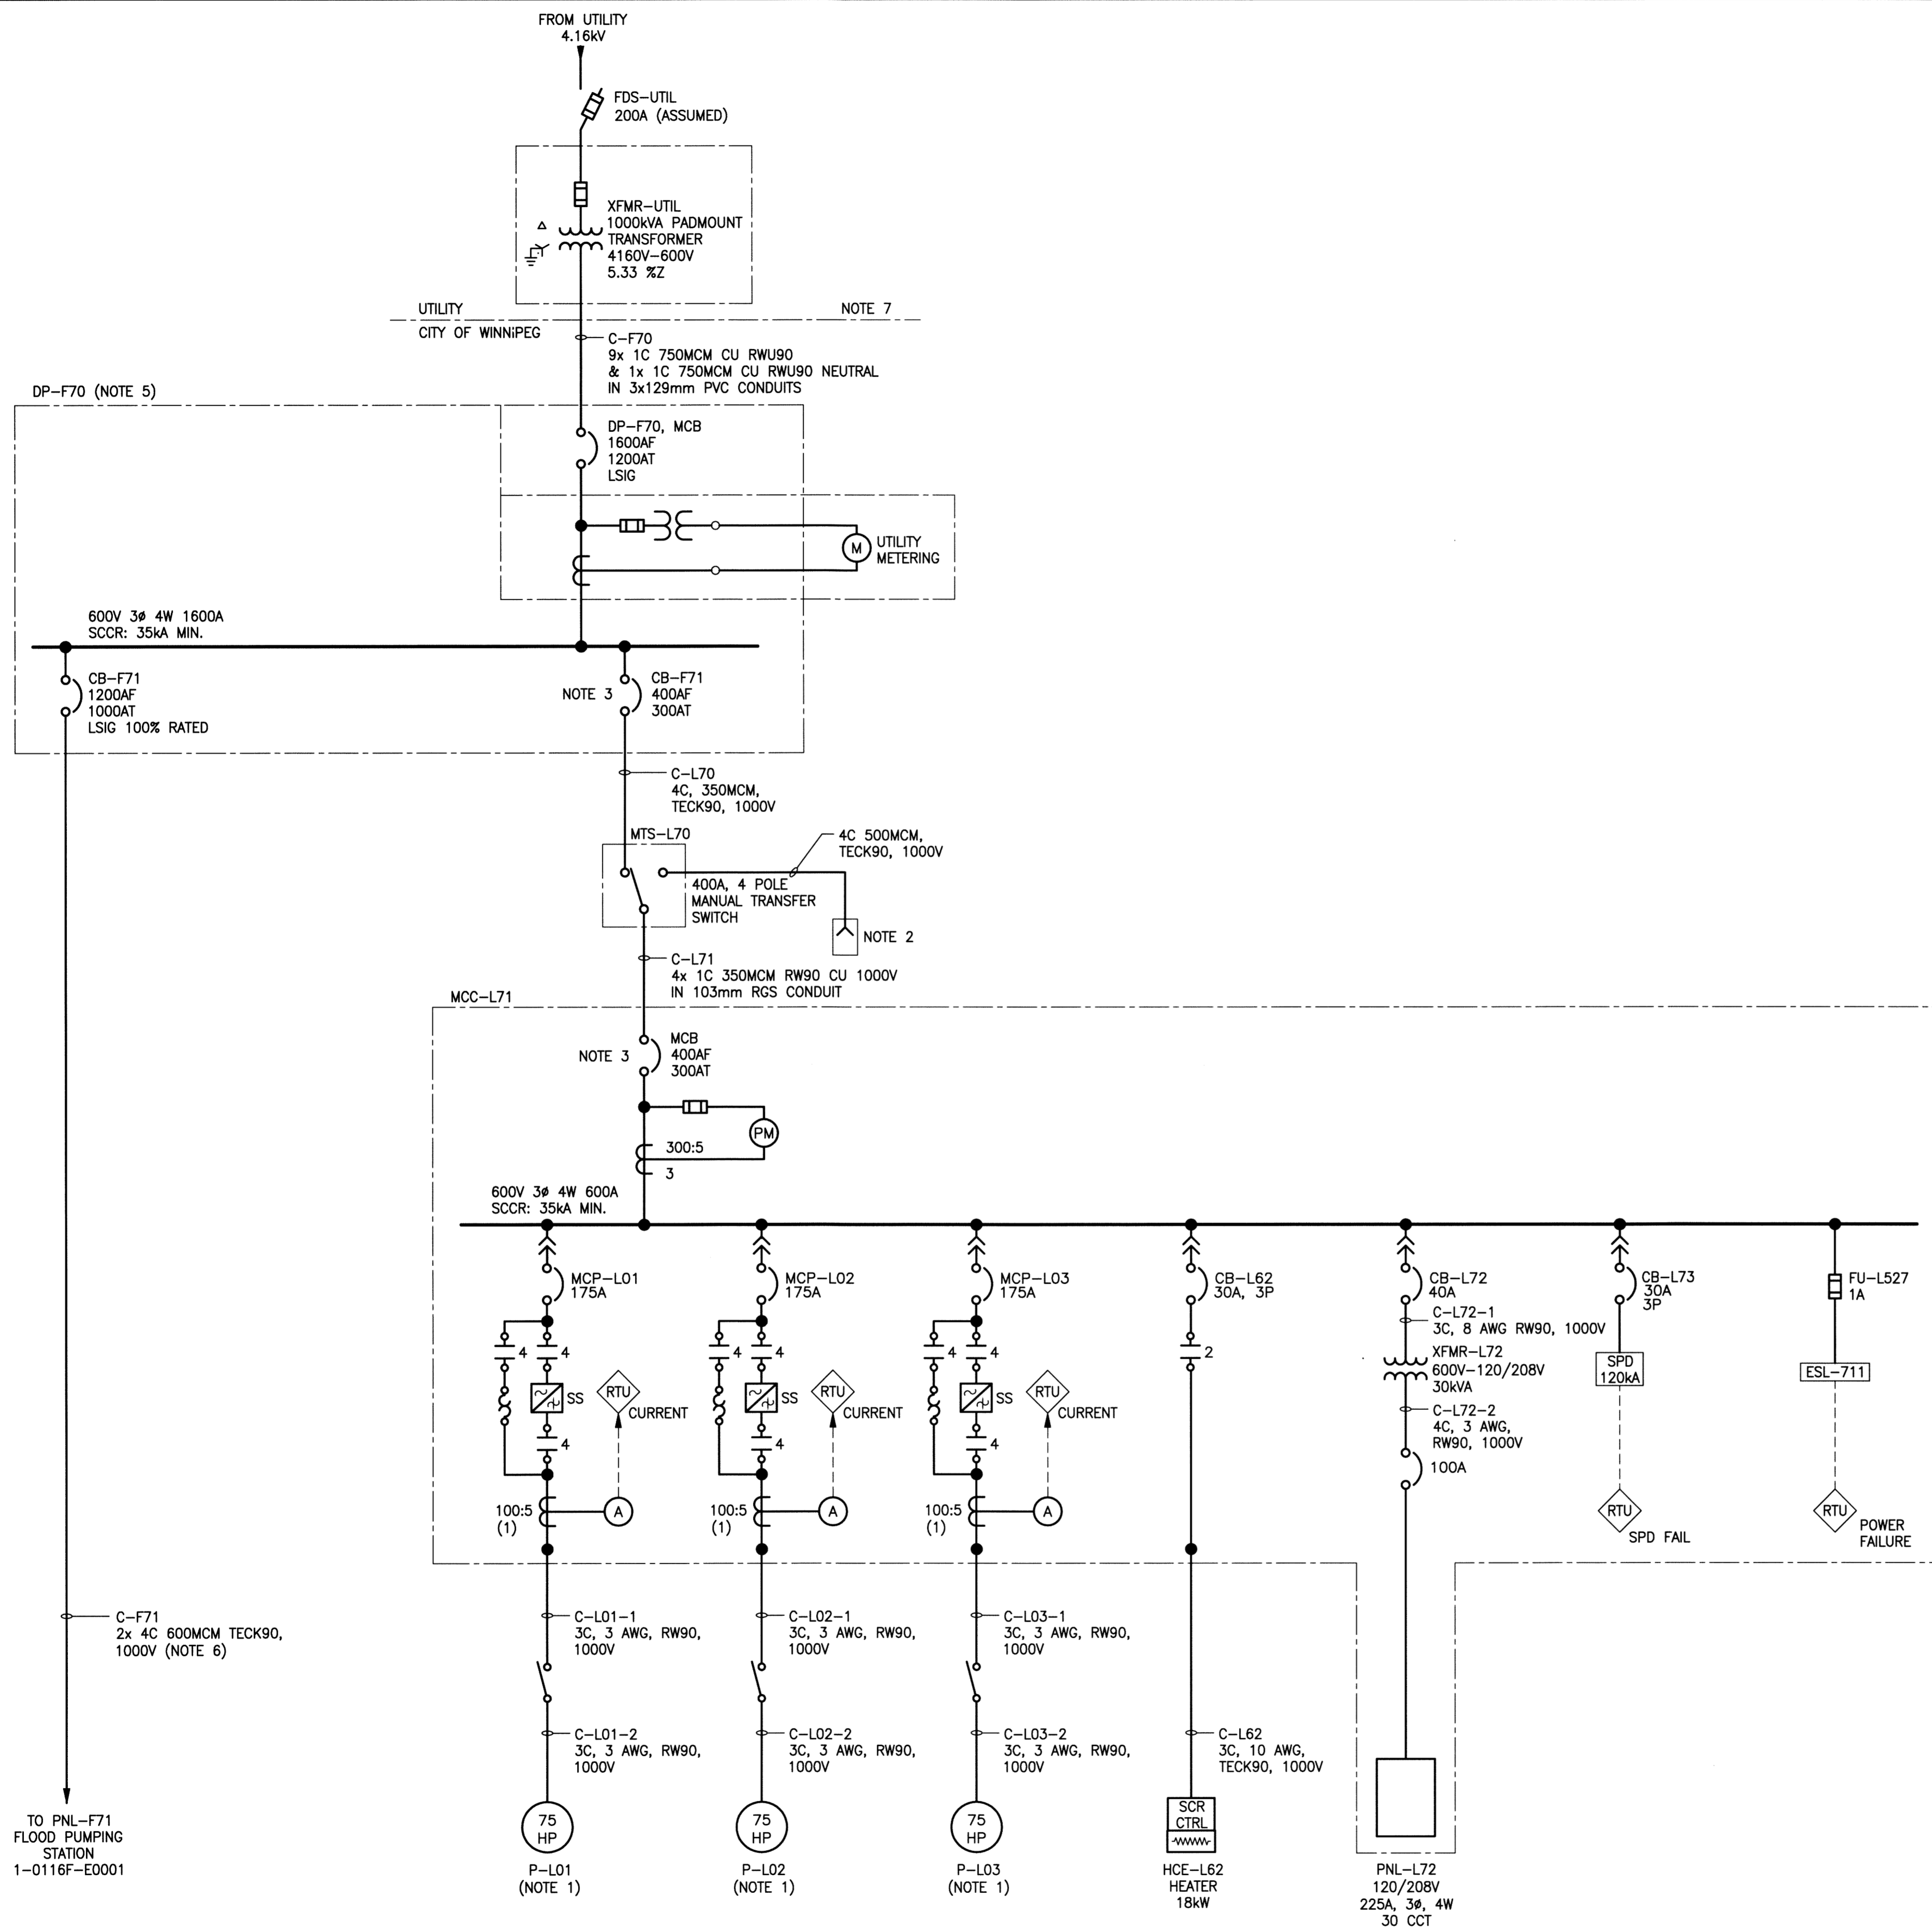 FROM UTILITY
4.16kV
FDS-UTIL
200A (ASSUMED)
XFMR-UTIL
1000kVA PADMOUNT
TRANSFORMER
4160V-600V
5.33 %Z
UTILITY
NOTE 7
CITY OF WINNiPEG
C-F70
9x 1C 750MCM CU RWU90
& 1x 1C 750MCM CU RWU90 NEUTRAL
IN 3x129mm PVC CONDUITS
DP-F70 (NOTE 5)
DP-F70, MCB
1600AF
1200AT
LSIG
M
UTILITY
METERING
600V 3ø 4W 1600A
SCCR: 35kA MIN.
CB-F71
1200AF
1000AT
LSIG 100% RATED
NOTE 3
CB-F71
400AF
300AT
C-L70
4C, 350MCM,
TECK90, 1000V
MTS-L70
4C 500MCM,
TECK90, 1000V
400A, 4 POLE
MANUAL TRANSFER
SWITCH
NOTE 2
C-L71
4x 1C 350MCM RW90 CU 1000V
IN 103mm RGS CONDUIT
MCC-L71
NOTE 3
MCB
400AF
300AT
PM
300:5
3
600V 3ø 4W 600A
SCCR: 35kA MIN.
MCP-L01
175A
4
4
SS
RTU
CURRENT
4
100:5
(1)
A
MCP-L02
175A
4
4
SS
RTU
CURRENT
4
100:5
(1)
A
MCP-L03
175A
4
4
SS
RTU
CURRENT
4
100:5
(1)
A
CB-L62
30A, 3P
2
CB-L72
40A
C-L72-1
3C, 8 AWG RW90, 1000V
XFMR-L72
600V-120/208V
30kVA
C-L72-2
4C, 3 AWG,
RW90, 1000V
100A
CB-L73
30A
3P
SPD
120kA
RTU
SPD FAIL
FU-L527
1A
ESL-711
RTU
POWER
FAILURE
C-F71
2x 4C 600MCM TECK90,
1000V (NOTE 6)
TO PNL-F71
FLOOD PUMPING
STATION
1-0116F-E0001
C-L01-1
3C, 3 AWG, RW90,
1000V
C-L01-2
3C, 3 AWG, RW90,
1000V
75
HP
P-L01
(NOTE 1)
C-L02-1
3C, 3 AWG, RW90,
1000V
C-L02-2
3C, 3 AWG, RW90,
1000V
75
HP
P-L02
(NOTE 1)
C-L03-1
3C, 3 AWG, RW90,
1000V
C-L03-2
3C, 3 AWG, RW90,
1000V
75
HP
P-L03
(NOTE 1)
C-L62
3C, 10 AWG,
TECK90, 1000V
SCR
CTRL
HCE-L62
HEATER
18kW
PNL-L72
120/208V
225A, 3ø, 4W
30 CCT